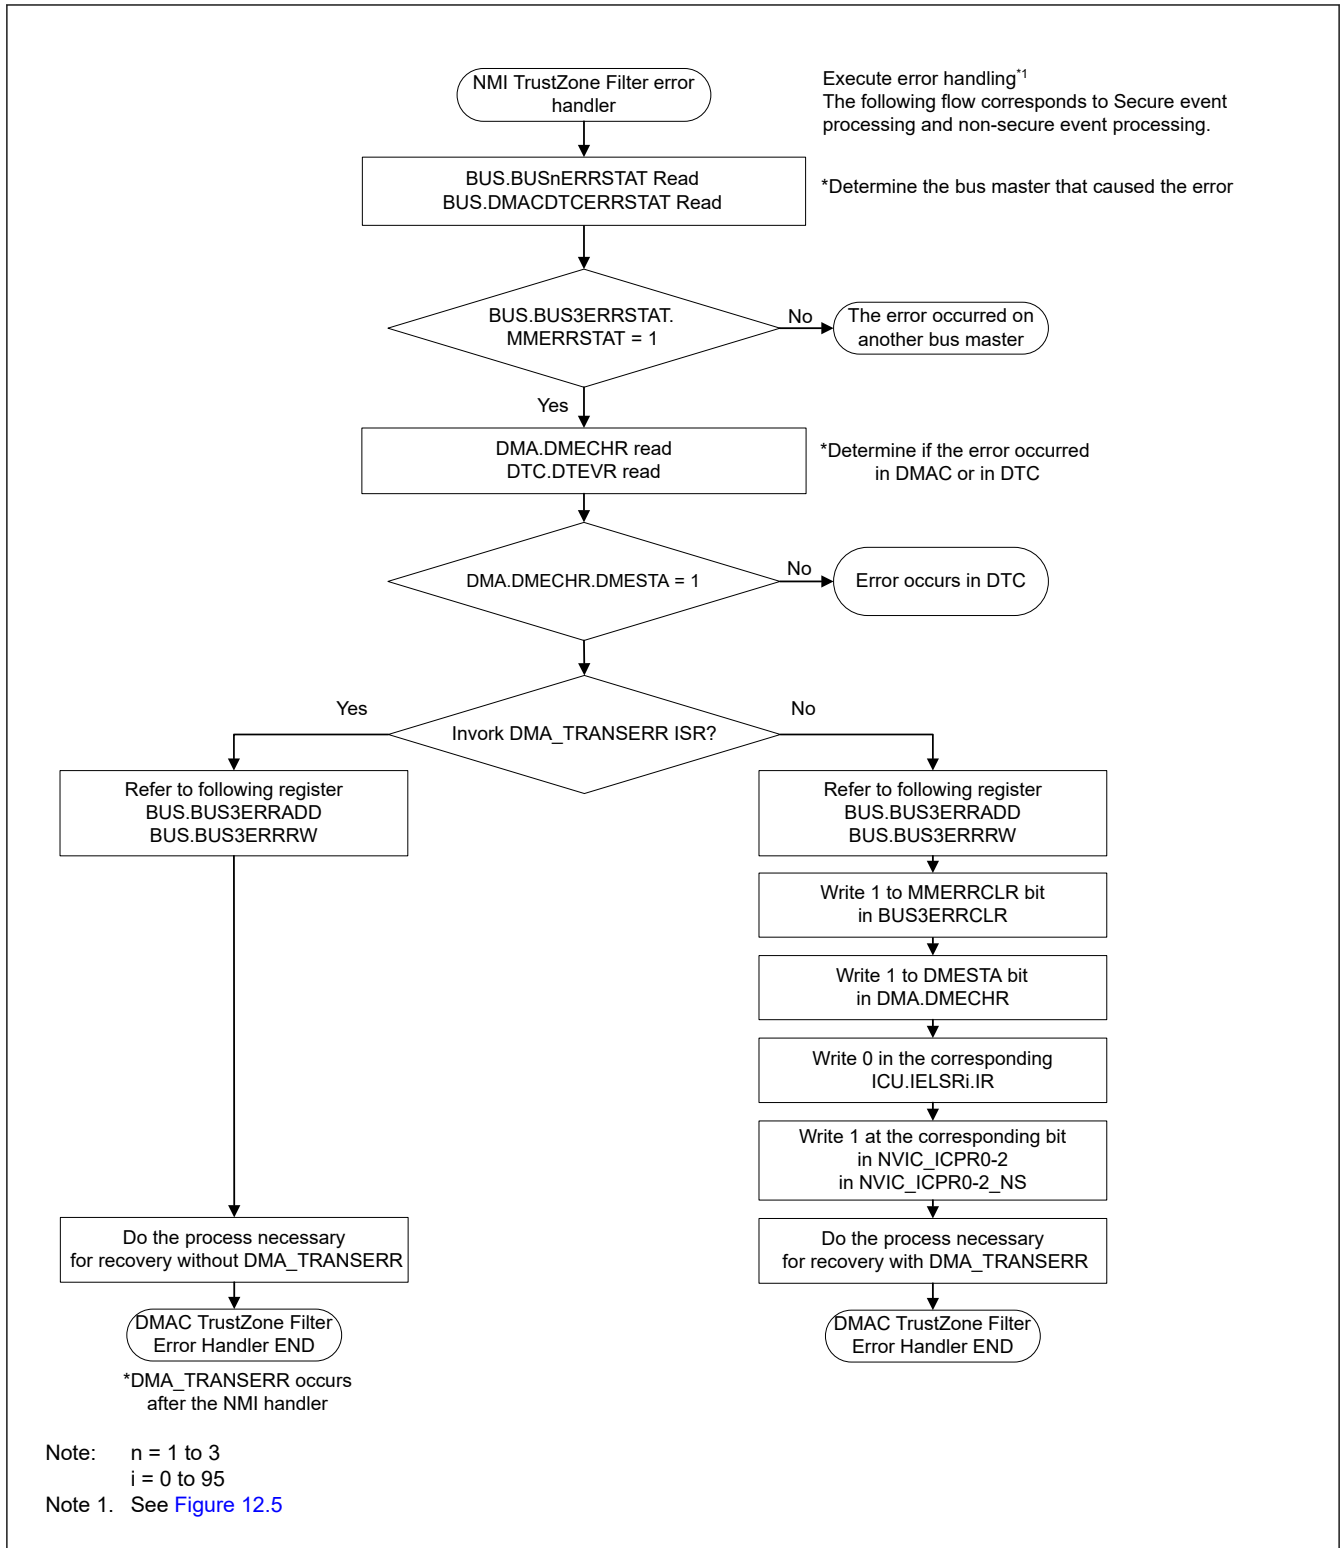 NMI TrustZone Filter error
handler
Execute error handling*1
The following flow corresponds to Secure event
processing and non-secure event processing.
BUS.BUSnERRSTAT Read
BUS.DMACDTCERRSTAT Read
*Determine the bus master that caused the error
BUS.BUS3ERRSTAT.
MMERRSTAT = 1
No
The error occurred on
another bus master
Yes
DMA.DMECHR read
DTC.DTEVR read
*Determine if the error occurred
in DMAC or in DTC
DMA.DMECHR.DMESTA = 1
No
Error occurs in DTC
Invork DMA_TRANSERR ISR?
Yes
No
Refer to following register
BUS.BUS3ERRADD
BUS.BUS3ERRRW
Refer to following register
BUS.BUS3ERRADD
BUS.BUS3ERRRW
Write 1 to MMERRCLR bit
in BUS3ERRCLR
Write 1 to DMESTA bit
in DMA.DMECHR
Write 0 in the corresponding
ICU.IELSRi.IR
Write 1 at the corresponding bit
in NVIC_ICPR0-2
in NVIC_ICPR0-2_NS
Do the process necessary
for recovery without DMA_TRANSERR
Do the process necessary
for recovery with DMA_TRANSERR
DMAC TrustZone Filter
Error Handler END
DMAC TrustZone Filter
Error Handler END
*DMA_TRANSERR occurs
after the NMI handler
Note: n = 1 to 3
i = 0 to 95
Note 1. See Figure 12.5